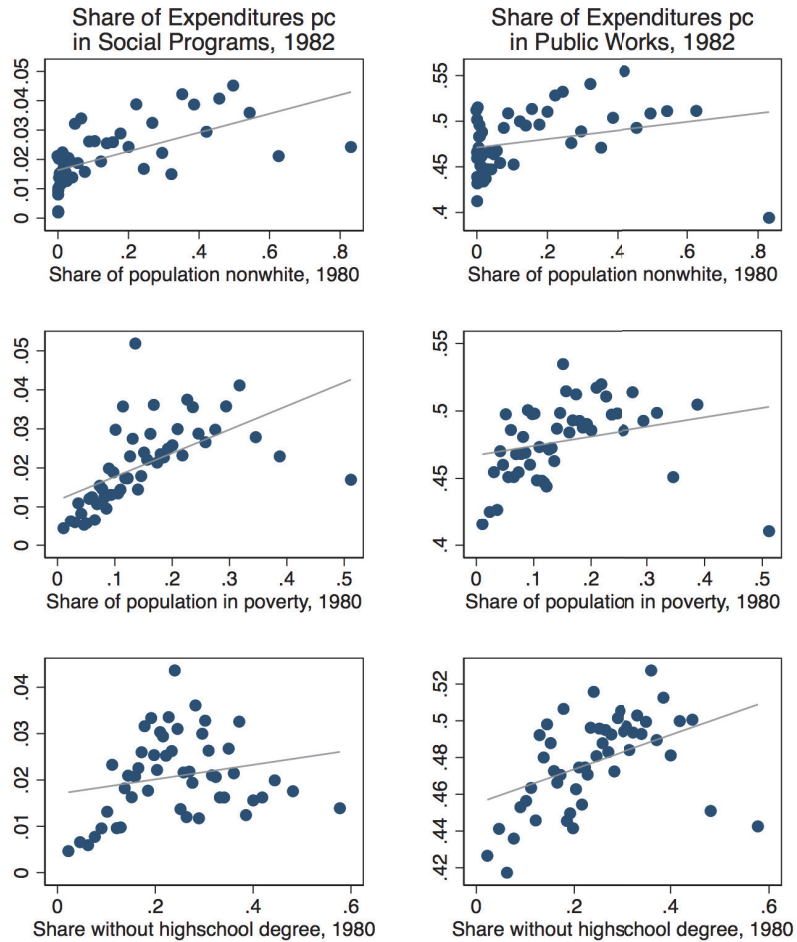 Share of Expenditures pc
in Social Programs, 1982
.05
.04
.03
.02
.01
0
0 .2 .4 .6 .8
Share of population nonwhite, 1980
Share of Expenditures pc
in Public Works, 1982
.55
.5
.45
.4
0 .2 .4 .6 .8
Share of population nonwhite, 1980
.05
.04
.03
.02
.01
0
0 .1 .2 .3 .4 .5
Share of population in poverty, 1980
.55
.5
.45
.4
0 .1 .2 .3 .4 .5
Share of population in poverty, 1980
.04
.03
.02
.01
0
0 .2 .4 .6
Share without highschool degree, 1980
.52
.5
.48
.46
.44
.42
0 .2 .4 .6
Share without highschool degree, 1980